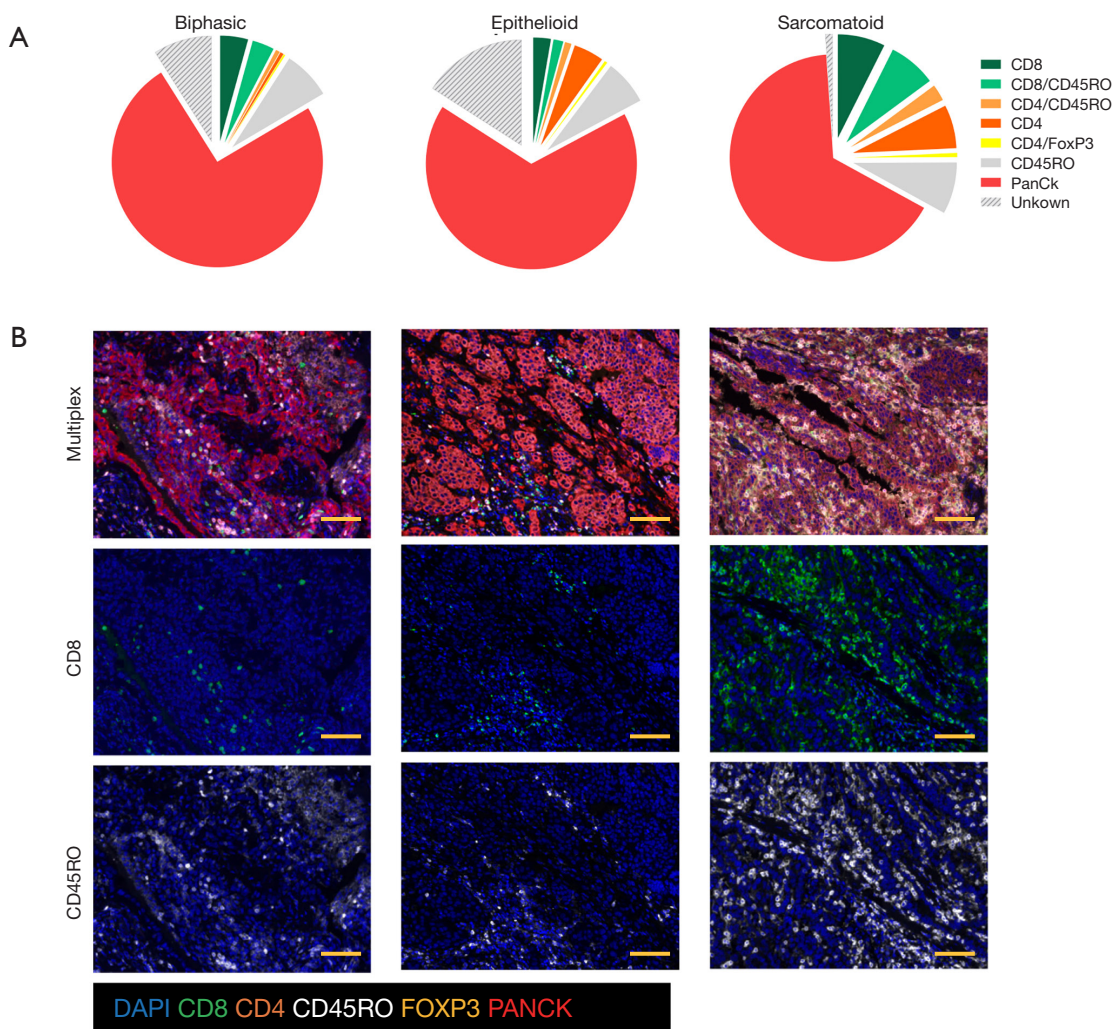 A
Biphasic
Epithelioid
Sarcomatoid
CD8
CD8/CD45RO
CD4/CD45RO
CD4
CD4/FoxP3
CD45RO
PanCk
Unkown
B
Multiplex
CD8
CD45RO
DAPI CD8 CD4 CD45RO FOXP3 PANCK